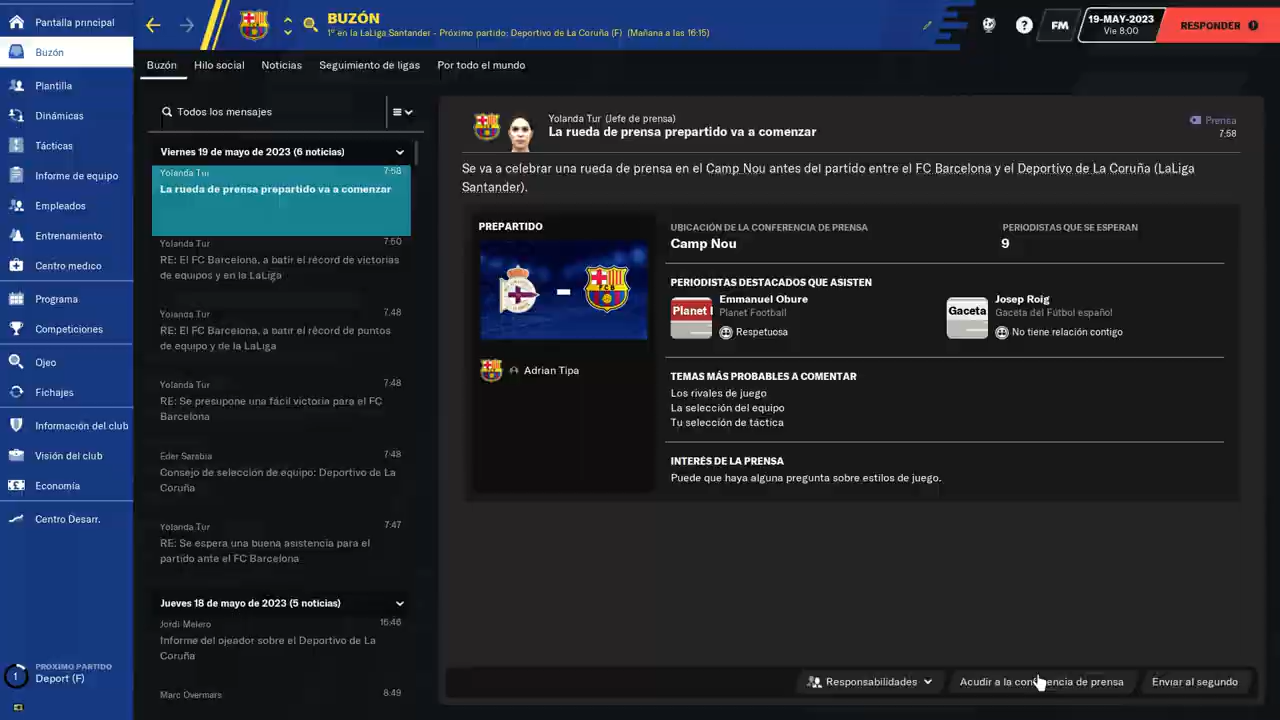 Pantalla principal
Buzón
Plantilla
Dinámicas
Tácticas
Informe de equipo
Empleados
Entrenamiento
Centro medico
Programa
Competiciones
Ojeo
Fichajes
Información del club
Visión del club
Economía
Centro Desarr.
1
PRÓXIMO PARTIDO
Deport (F)
BUZÓN
1º en la LaLiga Santander - Próximo partido: Deportivo de La Coruña (F) (Mañana a las 16:15)
FM
19-MAY-2023
Vie 8:00
RESPONDER
Buzón Hilo social Noticias Seguimiento de ligas Por todo el mundo
Todos los mensajes
Viernes 19 de mayo de 2023 (6 noticias)
Yolanda Tur 7:58
La rueda de prensa prepartido va a comenzar
Yolanda Tur 7:50
RE: El FC Barcelona, a batir el récord de victorias
de equipos y en la LaLiga
Yolanda Tur 7:48
RE: El FC Barcelona, a batir el récord de puntos
de equipo y de la LaLiga
Yolanda Tur 7:48
RE: Se presupone una fácil victoria para el FC
Barcelona
Eder Sarabia 7:48
Consejo de selección de equipo: Deportivo de La
Coruña
Yolanda Tur 7:47
RE: Se espera una buena asistencia para el
partido ante el FC Barcelona
Jueves 18 de mayo de 2023 (5 noticias)
Jordi Melero 16:46
Informe del ojeador sobre el Deportivo de La
Coruña
Marc Overmars 8:49
Yolanda Tur (Jefe de prensa)
La rueda de prensa prepartido va a comenzar
Prensa
7:58
Se va a celebrar una rueda de prensa en el Camp Nou antes del partido entre el FC Barcelona y el Deportivo de La Coruña (LaLiga
Santander).
PREPARTIDO
Adrian Tipa
UBICACIÓN DE LA CONFERENCIA DE PRENSA
Camp Nou
PERIODISTAS QUE SE ESPERAN
9
PERIODISTAS DESTACADOS QUE ASISTEN
Planet
Emmanuel Obure
Planet Football
Respetuosa
Gaceta
Josep Roig
Gaceta del Fútbol español
No tiene relación contigo
TEMAS MÁS PROBABLES A COMENTAR
Los rivales de juego
La selección del equipo
Tu selección de táctica
INTERÉS DE LA PRENSA
Puede que haya alguna pregunta sobre estilos de juego.
Responsabilidades
Acudir a la conferencia de prensa
Enviar al segundo